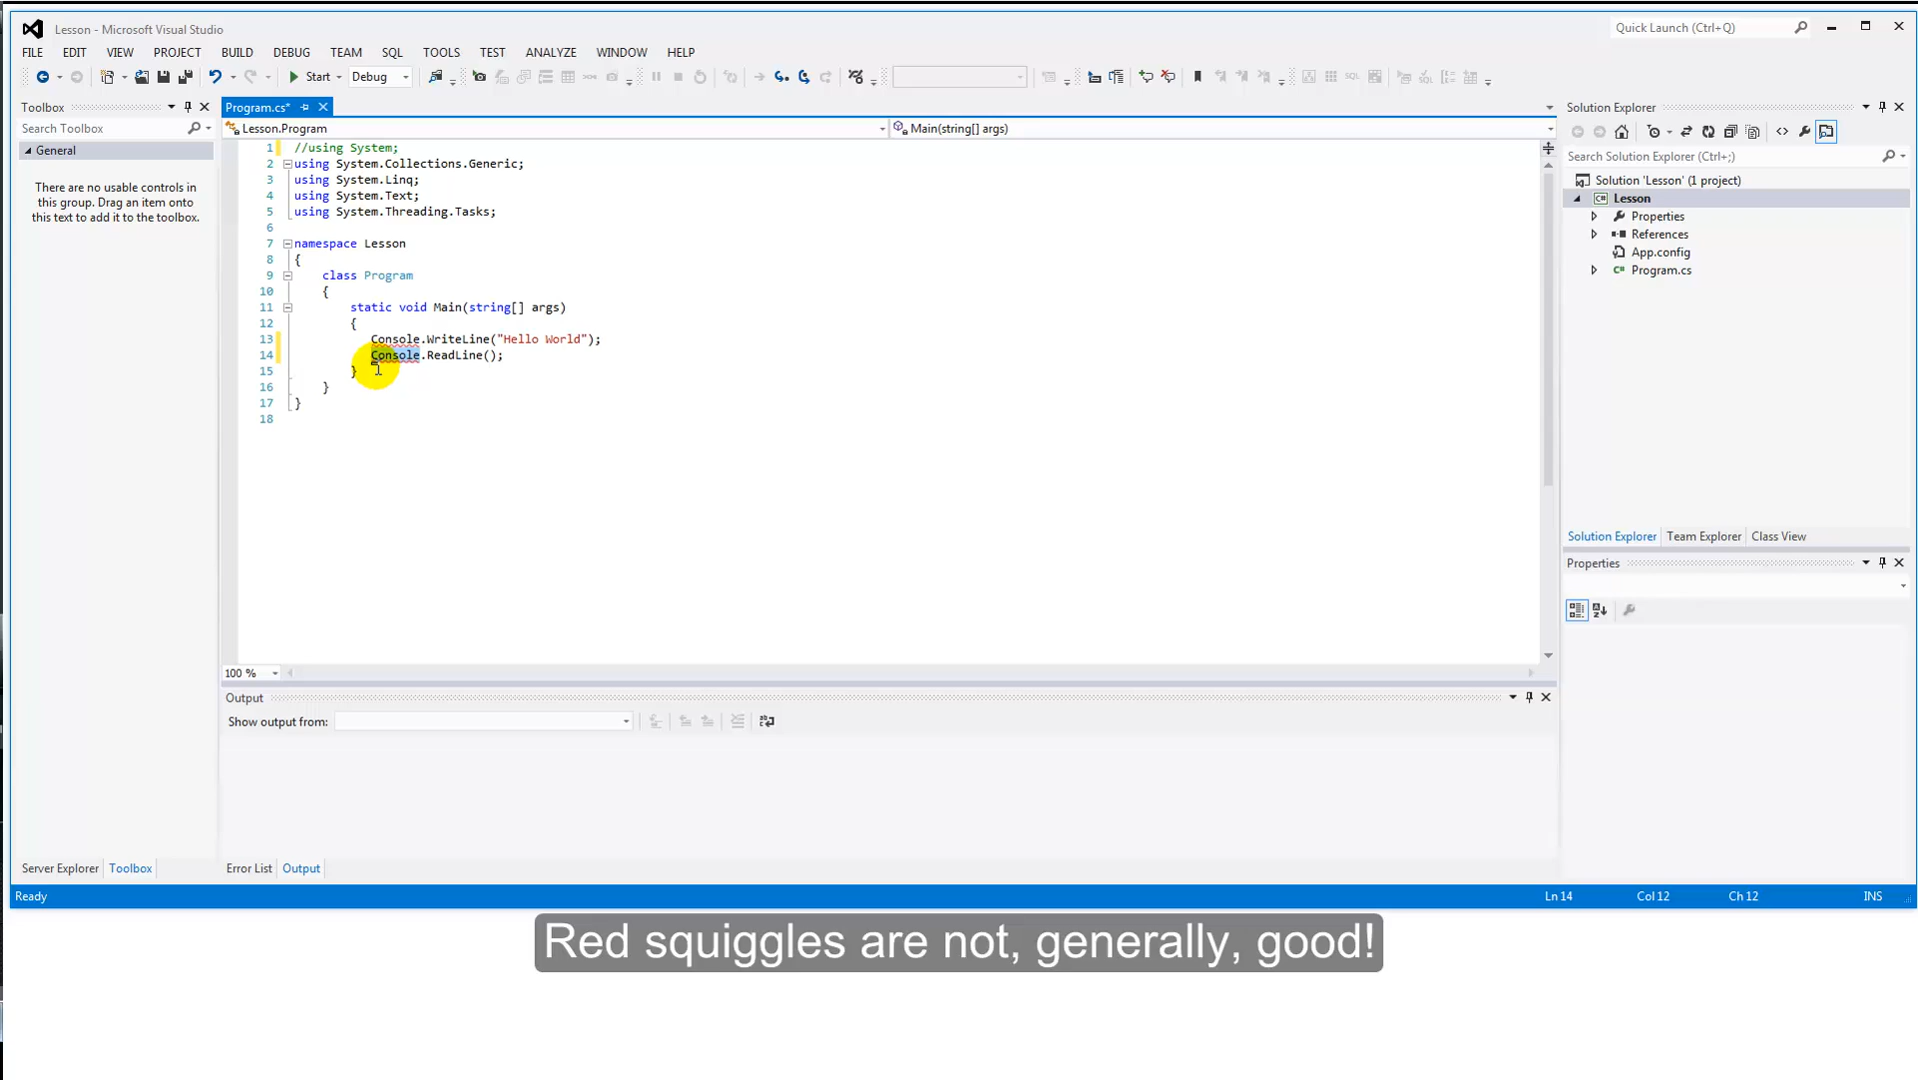 Lesson - Microsoft Visual Studio
Quick Launch (Ctrl+Q)
FILE EDIT VIEW PROJECT BUILD DEBUG TEAM SQL TOOLS TEST ANALYZE WINDOW HELP
Start Debug
Toolbox
Search Toolbox
General
There are no usable controls in
this group. Drag an item onto
this text to add it to the toolbox.
Server Explorer Toolbox
Program.cs*
Lesson.Program Main(string[] args)
1 //using System;
2 using System.Collections.Generic;
3 using System.Linq;
4 using System.Text;
5 using System.Threading.Tasks;
6
7 namespace Lesson
8 {
9 class Program
10 {
11 static void Main(string[] args)
12 {
13 Console.WriteLine("Hello World");
14 Console.ReadLine();
15 }
16 }
17 }
18
100 %
Output
Show output from:
Error List Output
Solution Explorer
Search Solution Explorer (Ctrl+;)
Solution 'Lesson' (1 project)
C# Lesson
Properties
References
App.config
C# Program.cs
Solution Explorer Team Explorer Class View
Properties
Ready Ln 14 Col 12 Ch 12 INS
Red squiggles are not, generally, good!